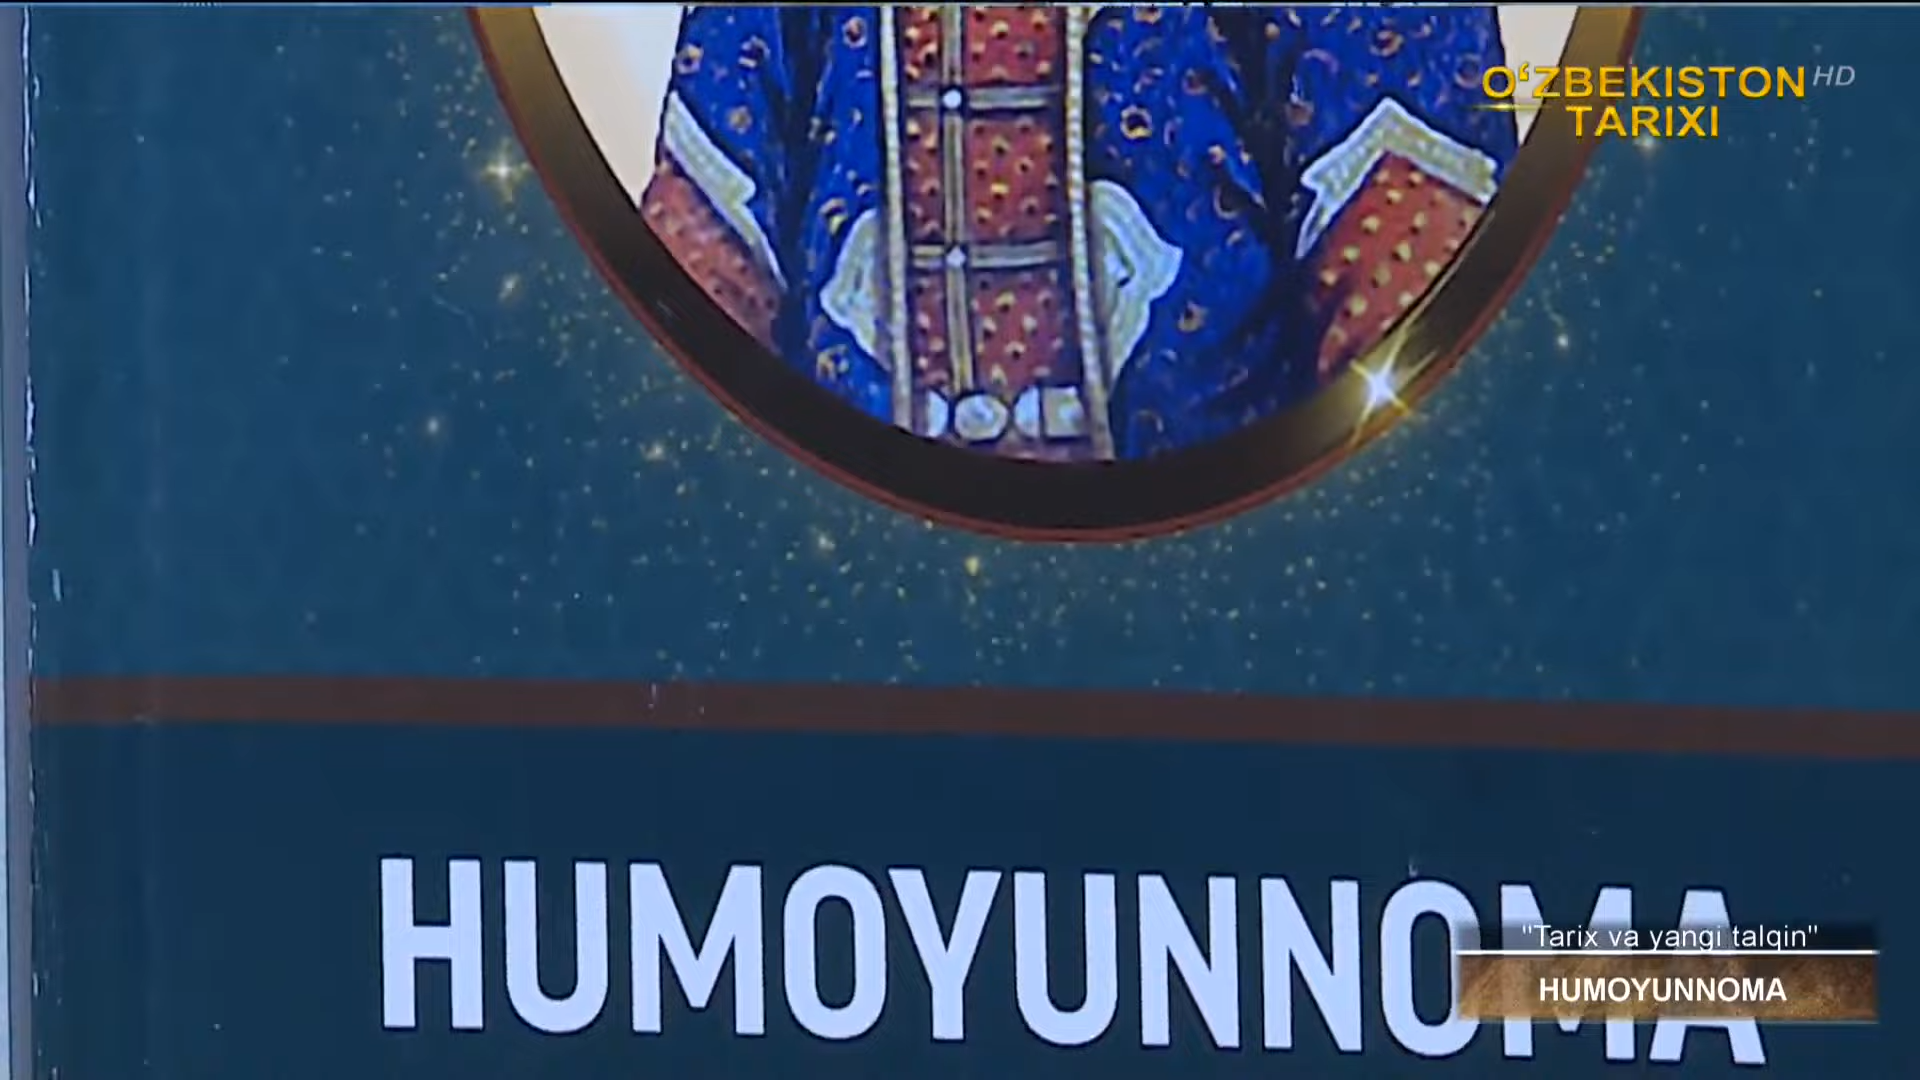 O‘ZBEKISTON HD
TARIXI
HUMOYUNNOMA
"Tarix va yangi talqin"
HUMOYUNNOMA